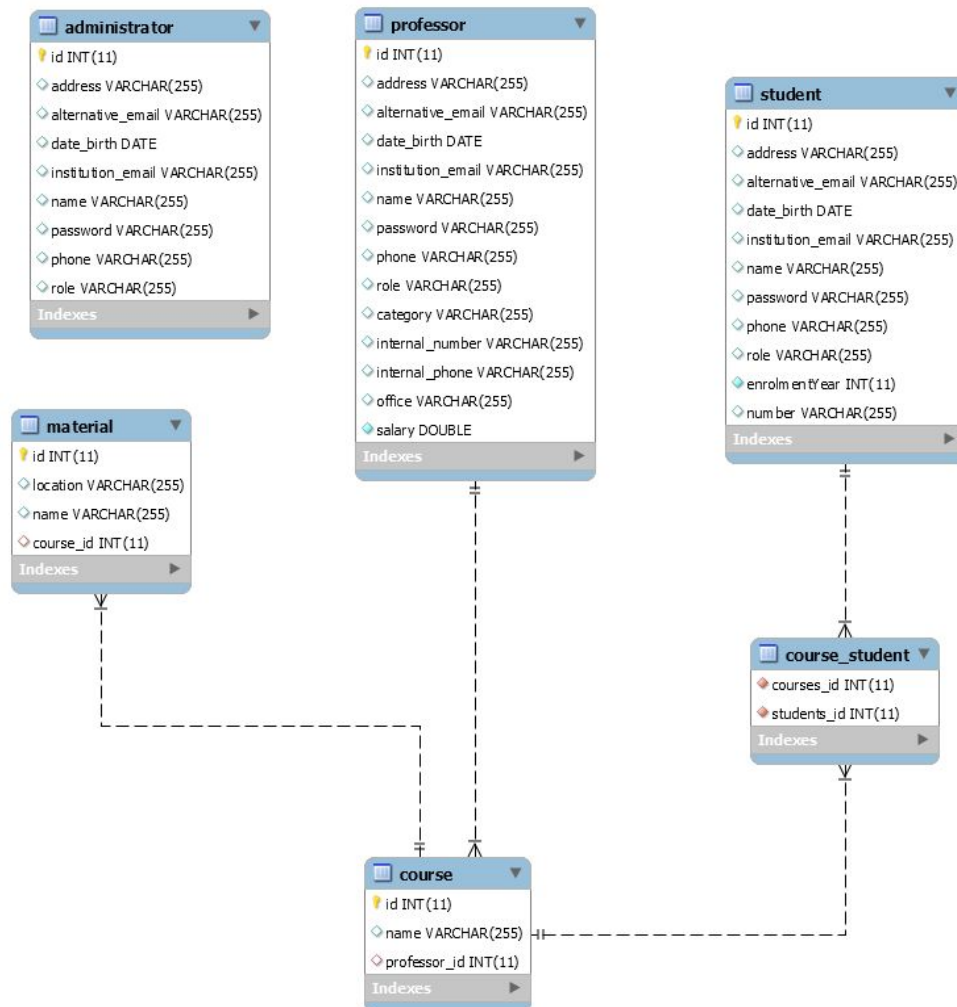 administrator
id INT(11)
address VARCHAR(255)
alternative_email VARCHAR(255)
date_birth DATE
institution_email VARCHAR(255)
name VARCHAR(255)
password VARCHAR(255)
phone VARCHAR(255)
role VARCHAR(255)
Indexes
professor
id INT(11)
address VARCHAR(255)
alternative_email VARCHAR(255)
date_birth DATE
institution_email VARCHAR(255)
name VARCHAR(255)
password VARCHAR(255)
phone VARCHAR(255)
role VARCHAR(255)
category VARCHAR(255)
internal_number VARCHAR(255)
internal_phone VARCHAR(255)
office VARCHAR(255)
salary DOUBLE
Indexes
student
id INT(11)
address VARCHAR(255)
alternative_email VARCHAR(255)
date_birth DATE
institution_email VARCHAR(255)
name VARCHAR(255)
password VARCHAR(255)
phone VARCHAR(255)
role VARCHAR(255)
enrolmentYear INT(11)
number VARCHAR(255)
Indexes
material
id INT(11)
location VARCHAR(255)
name VARCHAR(255)
course_id INT(11)
Indexes
course_student
courses_id INT(11)
students_id INT(11)
Indexes
course
id INT(11)
name VARCHAR(255)
professor_id INT(11)
Indexes